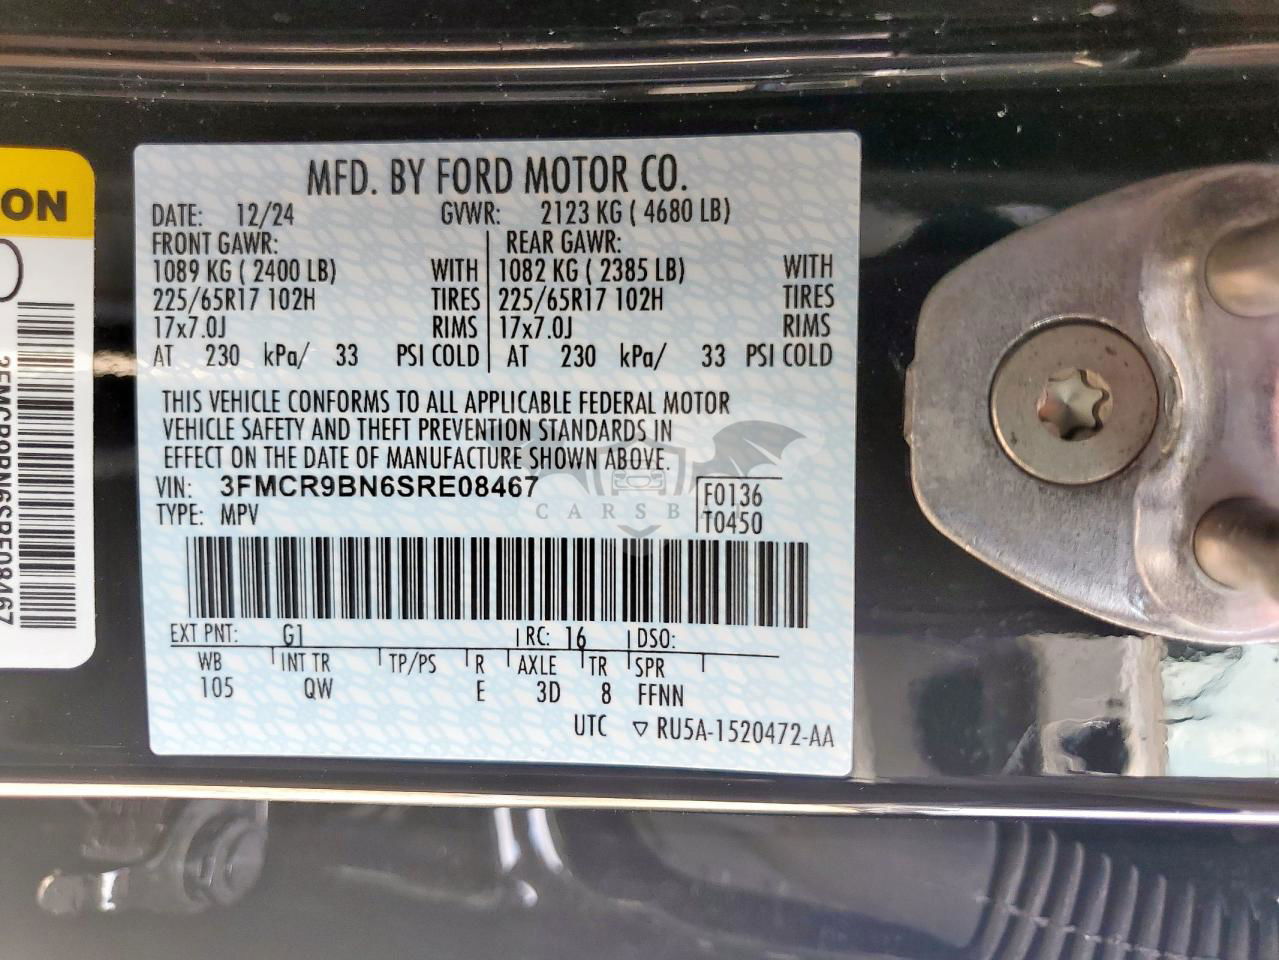 MFD. BY FORD MOTOR CO.
DATE: 12/24 GVWR: 2123 KG ( 4680 LB)
FRONT GAWR: REAR GAWR:
1089 KG ( 2400 LB) WITH 1082 KG ( 2385 LB) WITH
225/65R17 102H TIRES 225/65R17 102H TIRES
17x7.0J RIMS 17x7.0J RIMS
AT 230 kPa/ 33 PSI COLD AT 230 kPa/ 33 PSI COLD
THIS VEHICLE CONFORMS TO ALL APPLICABLE FEDERAL MOTOR
VEHICLE SAFETY AND THEFT PREVENTION STANDARDS IN
EFFECT ON THE DATE OF MANUFACTURE SHOWN ABOVE.
VIN: 3FMCR9BN6SRE08467 F0136
TYPE: MPV T0450
CARSB
EXT PNT: G1 RC: 16 DSO:
WB INT TR TP/PS R AXLE TR SPR
105 QW E 3D 8 FFNN
UTC ▽ RU5A-1520472-AA
ON
3FMCR9BN6SRE08467